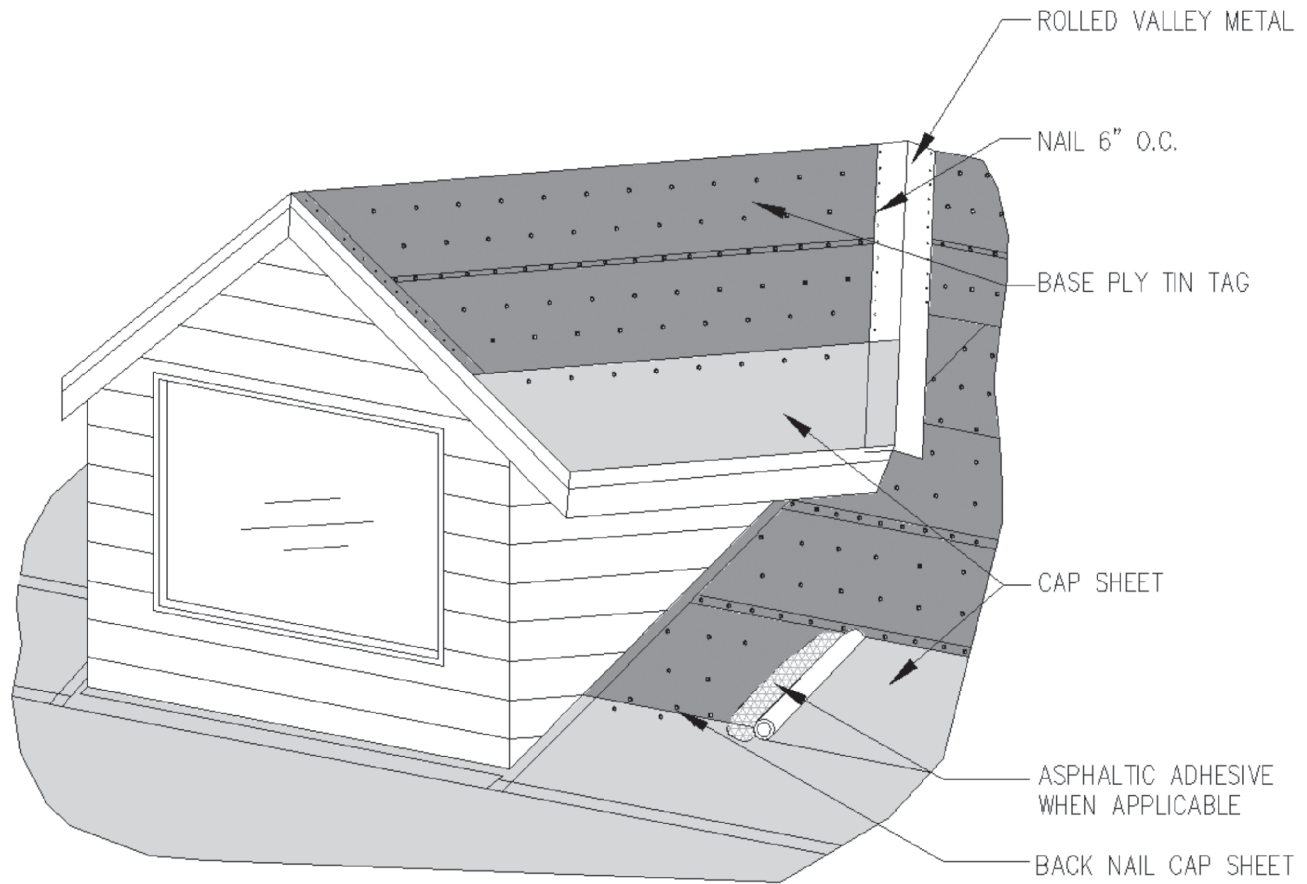 ROLLED VALLEY METAL
NAIL 6" O.C.
BASE PLY TIN TAG
CAP SHEET
ASPHALTIC ADHESIVE
WHEN APPLICABLE
BACK NAIL CAP SHEET